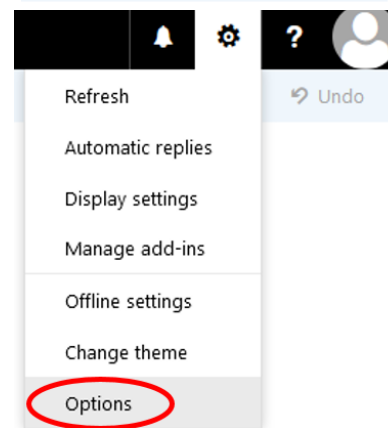 ?
Refresh
Undo
Automatic replies
Display settings
Manage add-ins
Offline settings
Change theme
Options